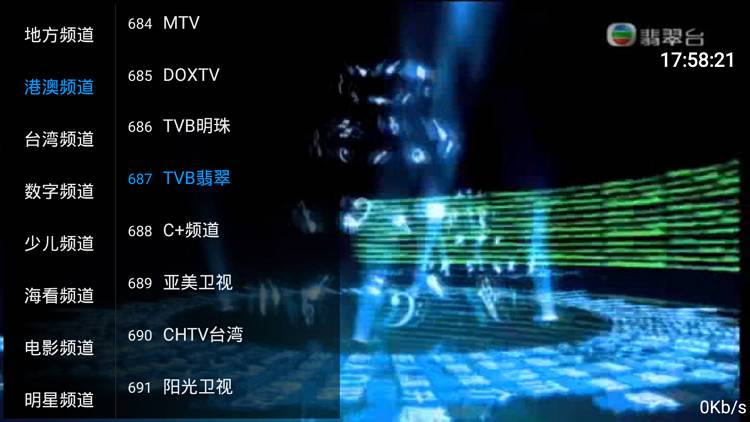 地方频道
港澳频道
台湾频道
数字频道
少儿频道
海看频道
电影频道
明星频道
684 MTV
685 DOXTV
686 TVB明珠
687 TVB翡翠
688 C+频道
689 亚美卫视
690 CHTV台湾
691 阳光卫视
翡翠台
17:58:21
0Kb/s